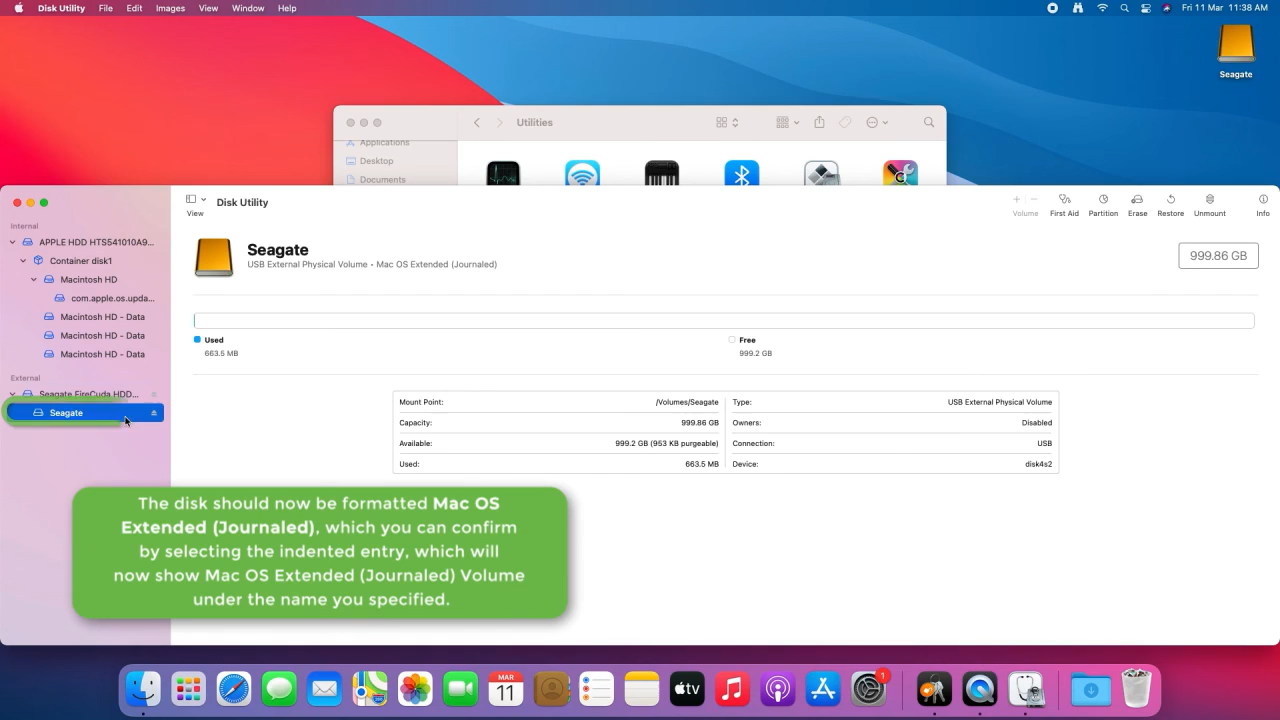 Disk Utility File Edit Images View Window Help
Fri 11 Mar 11:38 AM
Seagate
Utilities
Applications
Desktop
Documents
View
Disk Utility
Volume First Aid Partition Erase Restore Unmount Info
Internal
APPLE HDD HTS541010A9...
Container disk1
Macintosh HD
com.apple.os.upda...
Macintosh HD - Data
Macintosh HD - Data
Macintosh HD - Data
External
Seagate FireCuda HDD...
Seagate
Seagate
USB External Physical Volume • Mac OS Extended (Journaled)
999.86 GB
Used
663.5 MB
Free
999.2 GB
Mount Point: /Volumes/Seagate
Capacity: 999.86 GB
Available: 999.2 GB (953 KB purgeable)
Used: 663.5 MB
Type: USB External Physical Volume
Owners: Disabled
Connection: USB
Device: disk4s2
The disk should now be formatted Mac OS
Extended (Journaled), which you can confirm
by selecting the indented entry, which will
now show Mac OS Extended (Journaled) Volume
under the name you specified.
MAR
11
tv
1